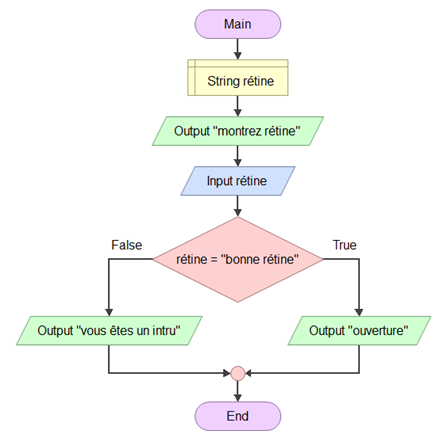 Main
String rétine
Output "montrez rétine"
Input rétine
rétine = "bonne rétine"
False
True
Output "vous êtes un intru"
Output "ouverture"
End